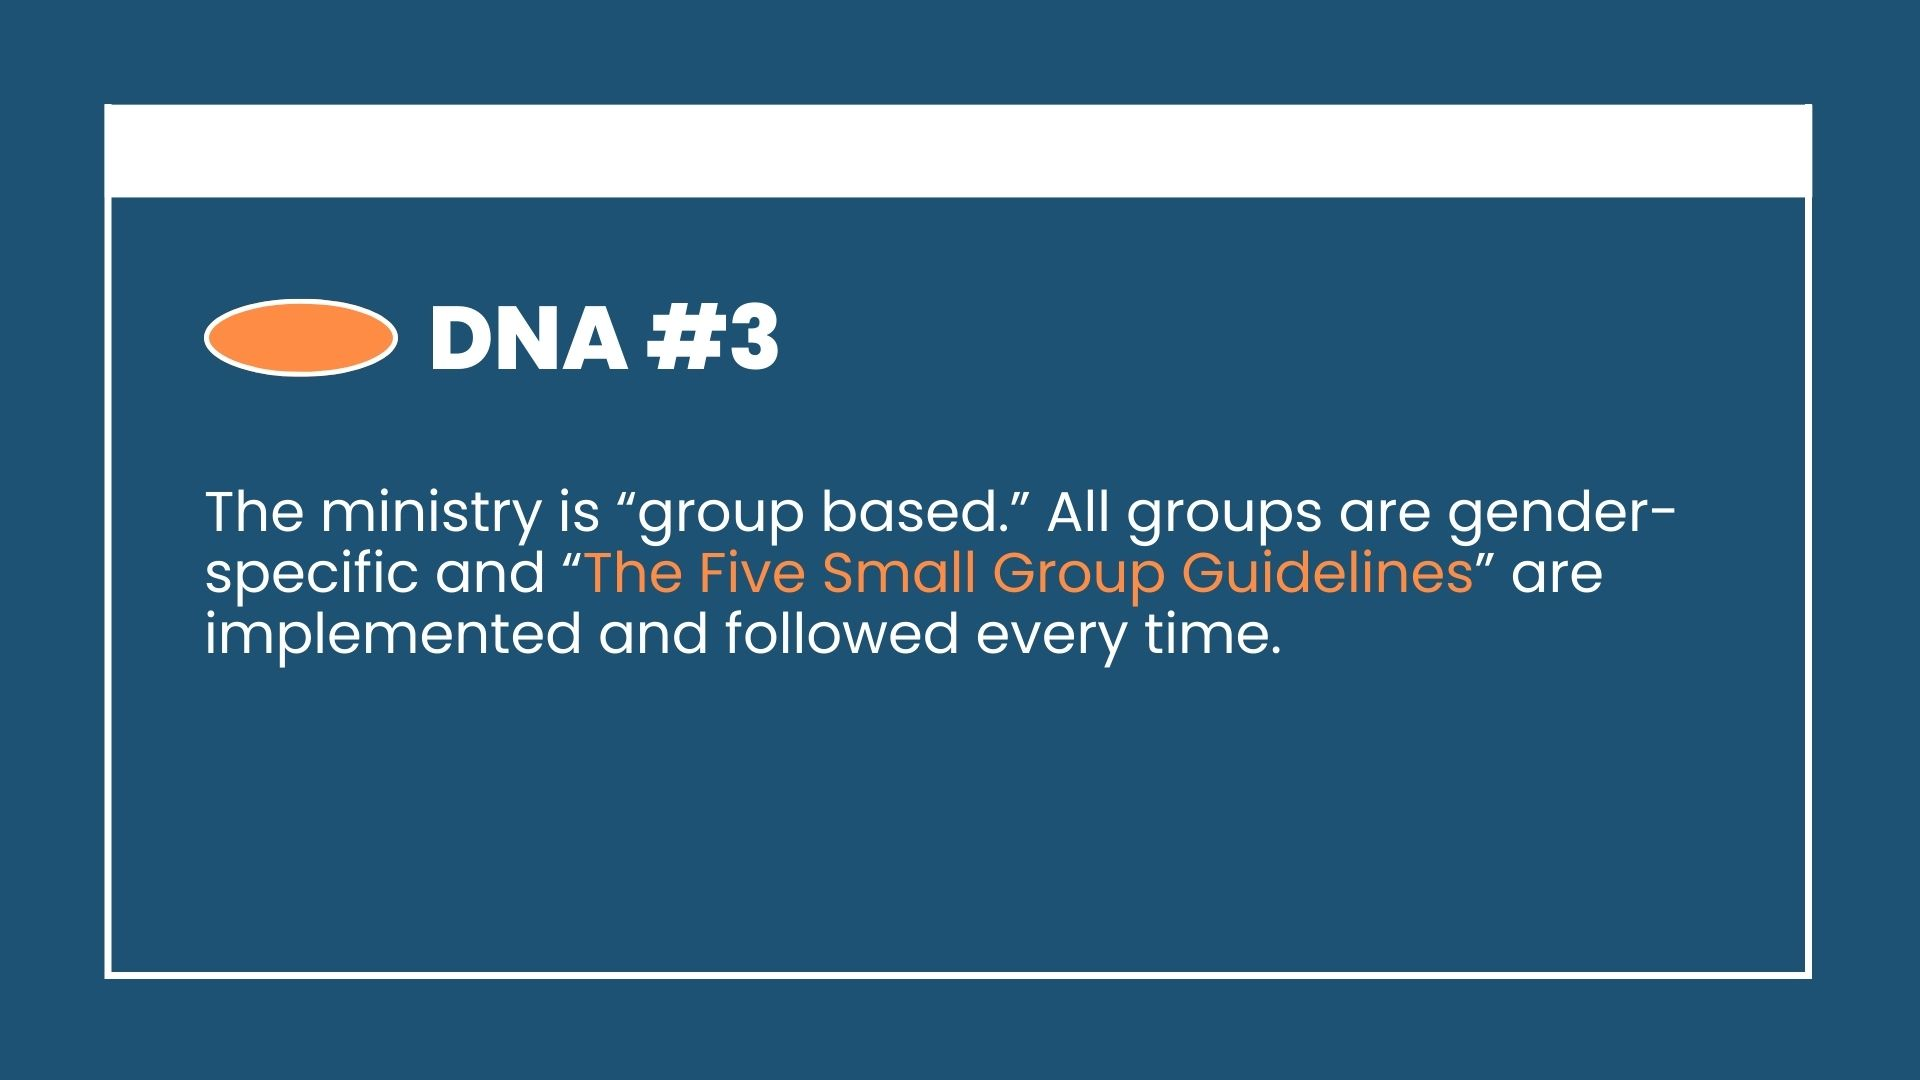 DNA #3
The ministry is “group based.” All groups are gender-
specific and “The Five Small Group Guidelines” are
implemented and followed every time.